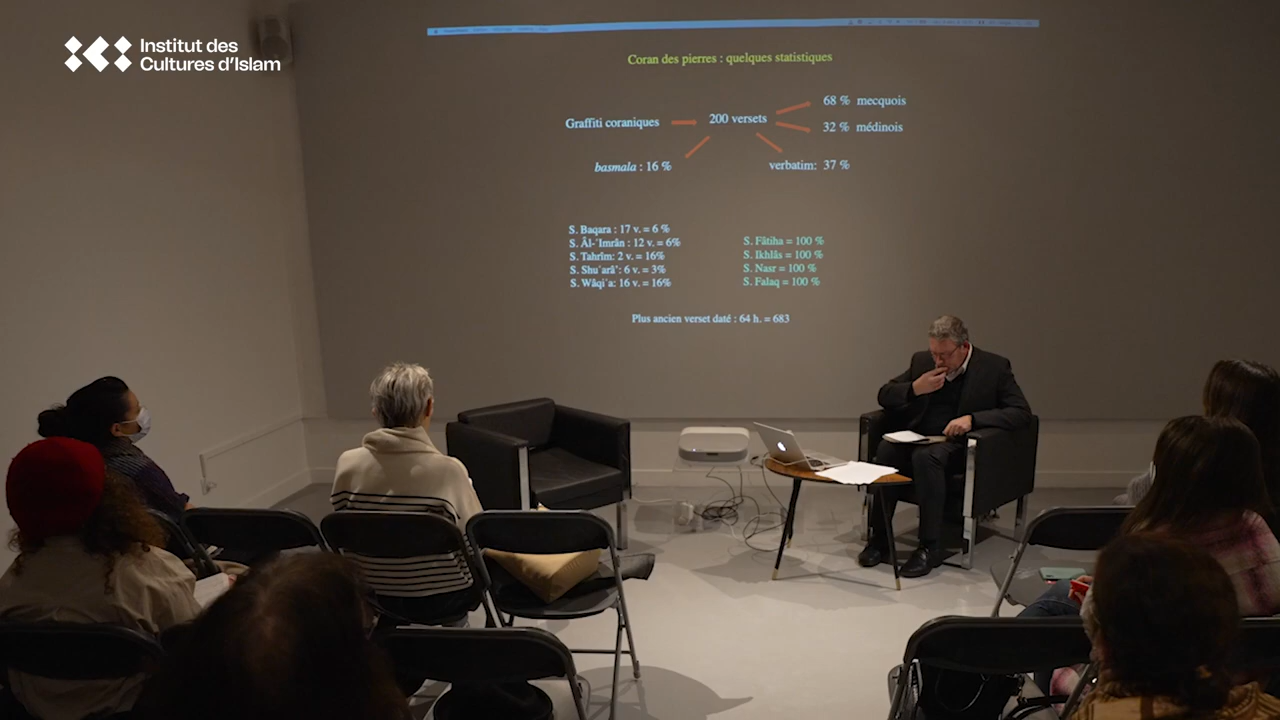 Institut des
Cultures d'Islam
Coran des pierres : quelques statistiques
Graffiti coraniques
200 versets
68 % mecquois
32 % médinois
basmala : 16 %
verbatim: 37 %
S. Baqara : 17 v. = 6 %
S. Âl-'Imrân : 12 v. = 6%
S. Tahrîm: 2 v. = 16%
S. Shu'arâ': 6 v. = 3%
S. Wâqi'a: 16 v. = 16%
S. Fâtiha = 100 %
S. Ikhlâs = 100 %
S. Nasr = 100 %
S. Falaq = 100 %
Plus ancien verset daté : 64 h. = 683